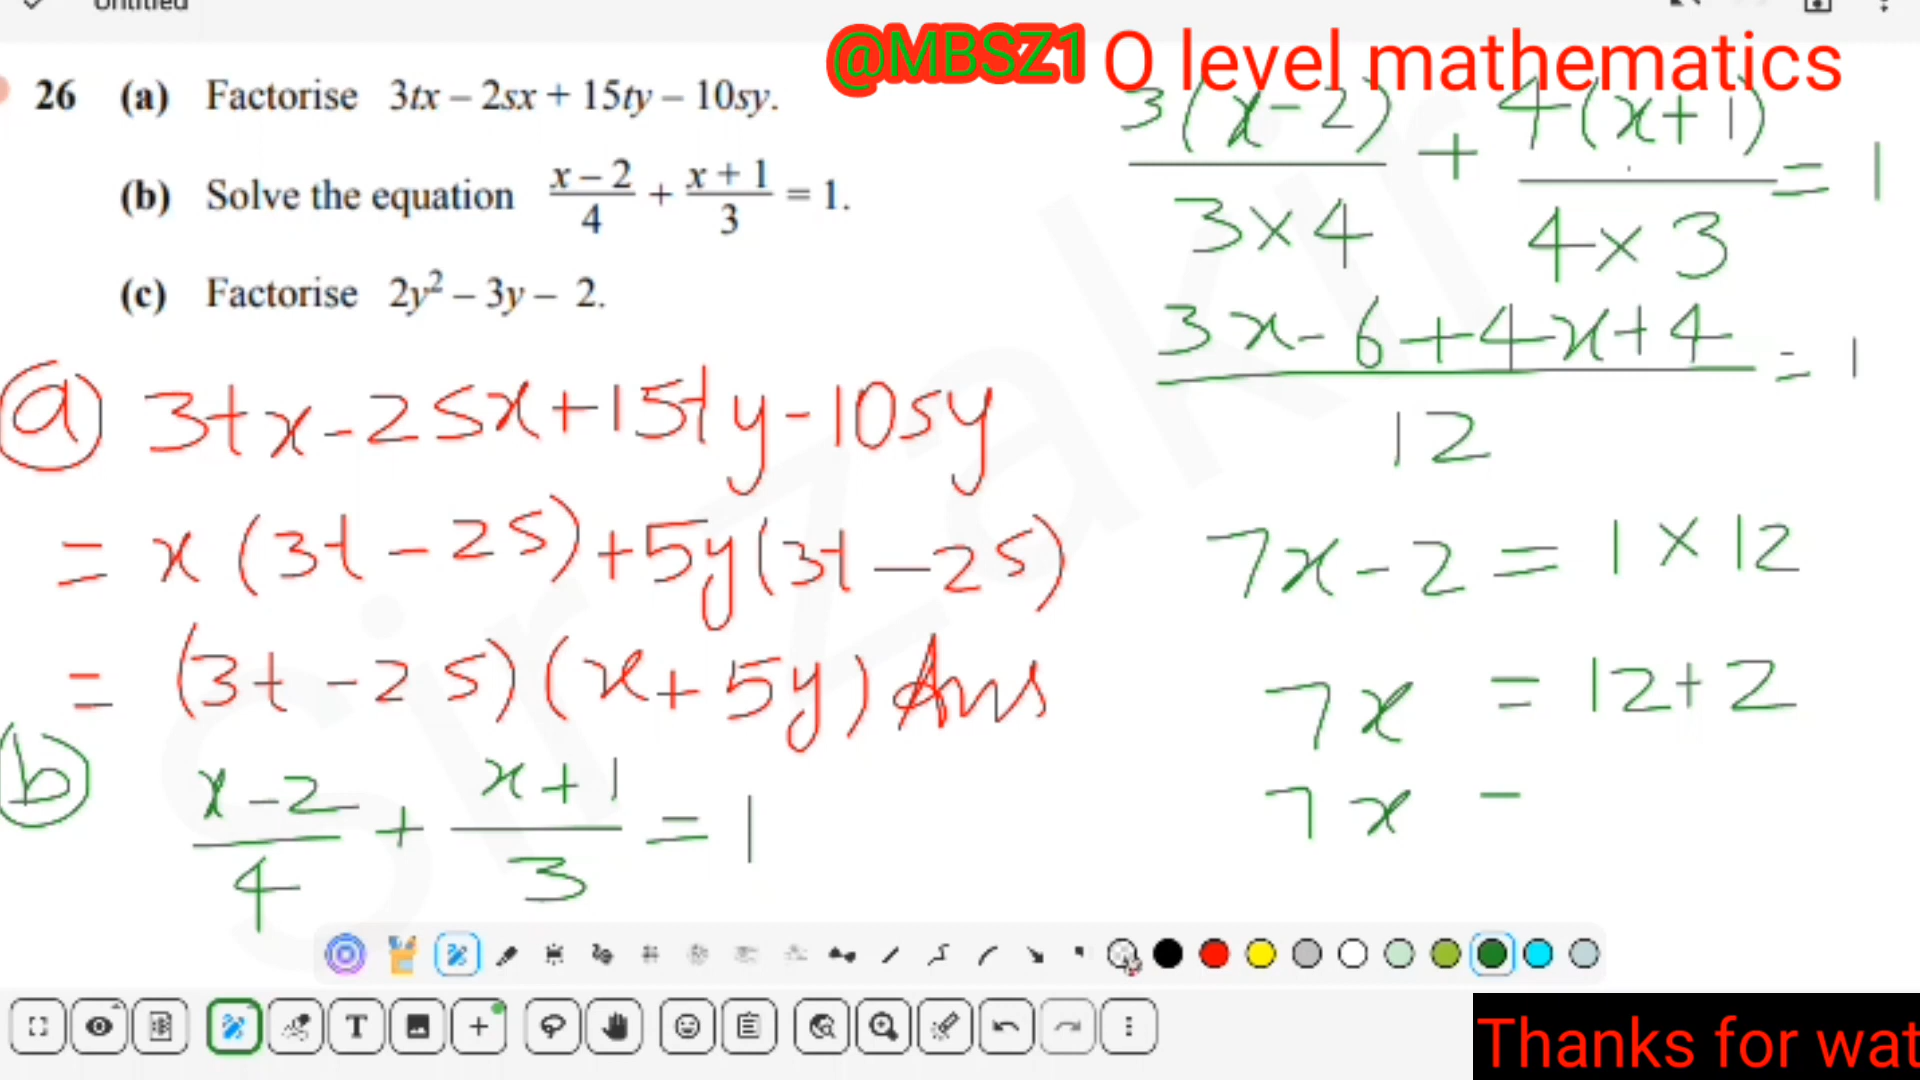 Untitled
@MBSZ1 O level mathematics
26 (a) Factorise 3tx – 2sx + 15ty – 10sy.
(b) Solve the equation x – 2/4 + x + 1/3 = 1.
(c) Factorise 2y² – 3y – 2.
(a) 3tx-2sx+15ty-10sy
= x(3t-2s)+5y(3t-2s)
= (3t-2s)(x+5y) Ans
(b) x-2/4 + x+1/3 = 1
3(x-2)/3×4 + 4(x+1)/4×3 = 1
3x-6+4x+4/12 = 1
7x-2 = 1×12
7x = 12+2
7x -
Sir Zakir
T
Thanks for wat